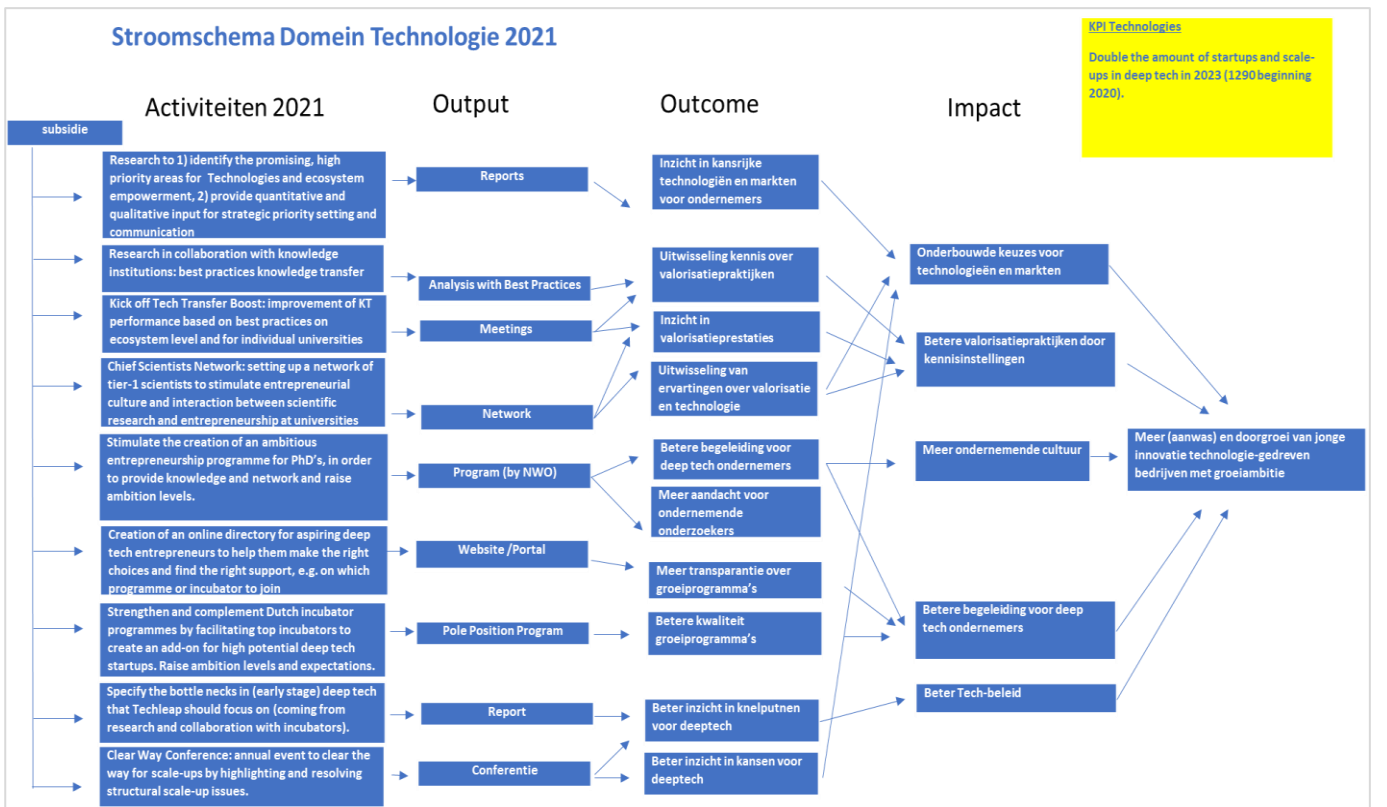 Stroomschema Domein Technologie 2021
KPI Technologies
Double the amount of startups and scale-
ups in deep tech in 2023 (1290 beginning
2020).
Activiteiten 2021
Output
Outcome
Impact
subsidie
Research to 1) identify the promising, high
priority areas for Technologies and ecosystem
empowerment, 2) provide quantitative and
qualitative input for strategic priority setting and
communication
Reports
Inzicht in kansrijke
technologiën en markten
voor ondernemers
Research in collaboration with knowledge
institutions: best practices knowledge transfer
Analysis with Best Practices
Uitwisseling kennis over
valorisatiepraktijken
Onderbouwde keuzes voor
technologieën en markten
Kick off Tech Transfer Boost: improvement of KT
performance based on best practices on
ecosystem level and for individual universities
Meetings
Inzicht in
valorisatieprestaties
Betere valorisatiepraktijken door
kennisinstellingen
Chief Scientists Network: setting up a network of
tier-1 scientists to stimulate entrepreneurial
culture and interaction between scientific
research and entrepreneurship at universities
Network
Uitwisseling van
ervartingen over valorisatie
en technologie
Stimulate the creation of an ambitious
entrepreneurship programme for PhD's, in order
to provide knowledge and network and raise
ambition levels.
Program (by NWO)
Betere begeleiding voor
deep tech ondernemers
Meer aandacht voor
ondernemende
onderzoekers
Meer ondernemende cultuur
Meer (aanwas) en doorgroei van jonge
innovatie technologie-gedreven
bedrijven met groeiambitie
Creation of an online directory for aspiring deep
tech entrepreneurs to help them make the right
choices and find the right support, e.g. on which
programme or incubator to join
Website /Portal
Meer transparantie over
groeiprogramma's
Strengthen and complement Dutch incubator
programmes by facilitating top incubators to
create an add-on for high potential deep tech
startups. Raise ambition levels and expectations.
Pole Position Program
Betere kwaliteit
groeiprogramma's
Betere begeleiding voor deep
tech ondernemers
Specify the bottle necks in (early stage) deep tech
that Techleap should focus on (coming from
research and collaboration with incubators).
Report
Beter inzicht in knelputnen
voor deeptech
Beter Tech-beleid
Clear Way Conference: annual event to clear the
way for scale-ups by highlighting and resolving
structural scale-up issues.
Conferentie
Beter inzicht in kansen voor
deeptech